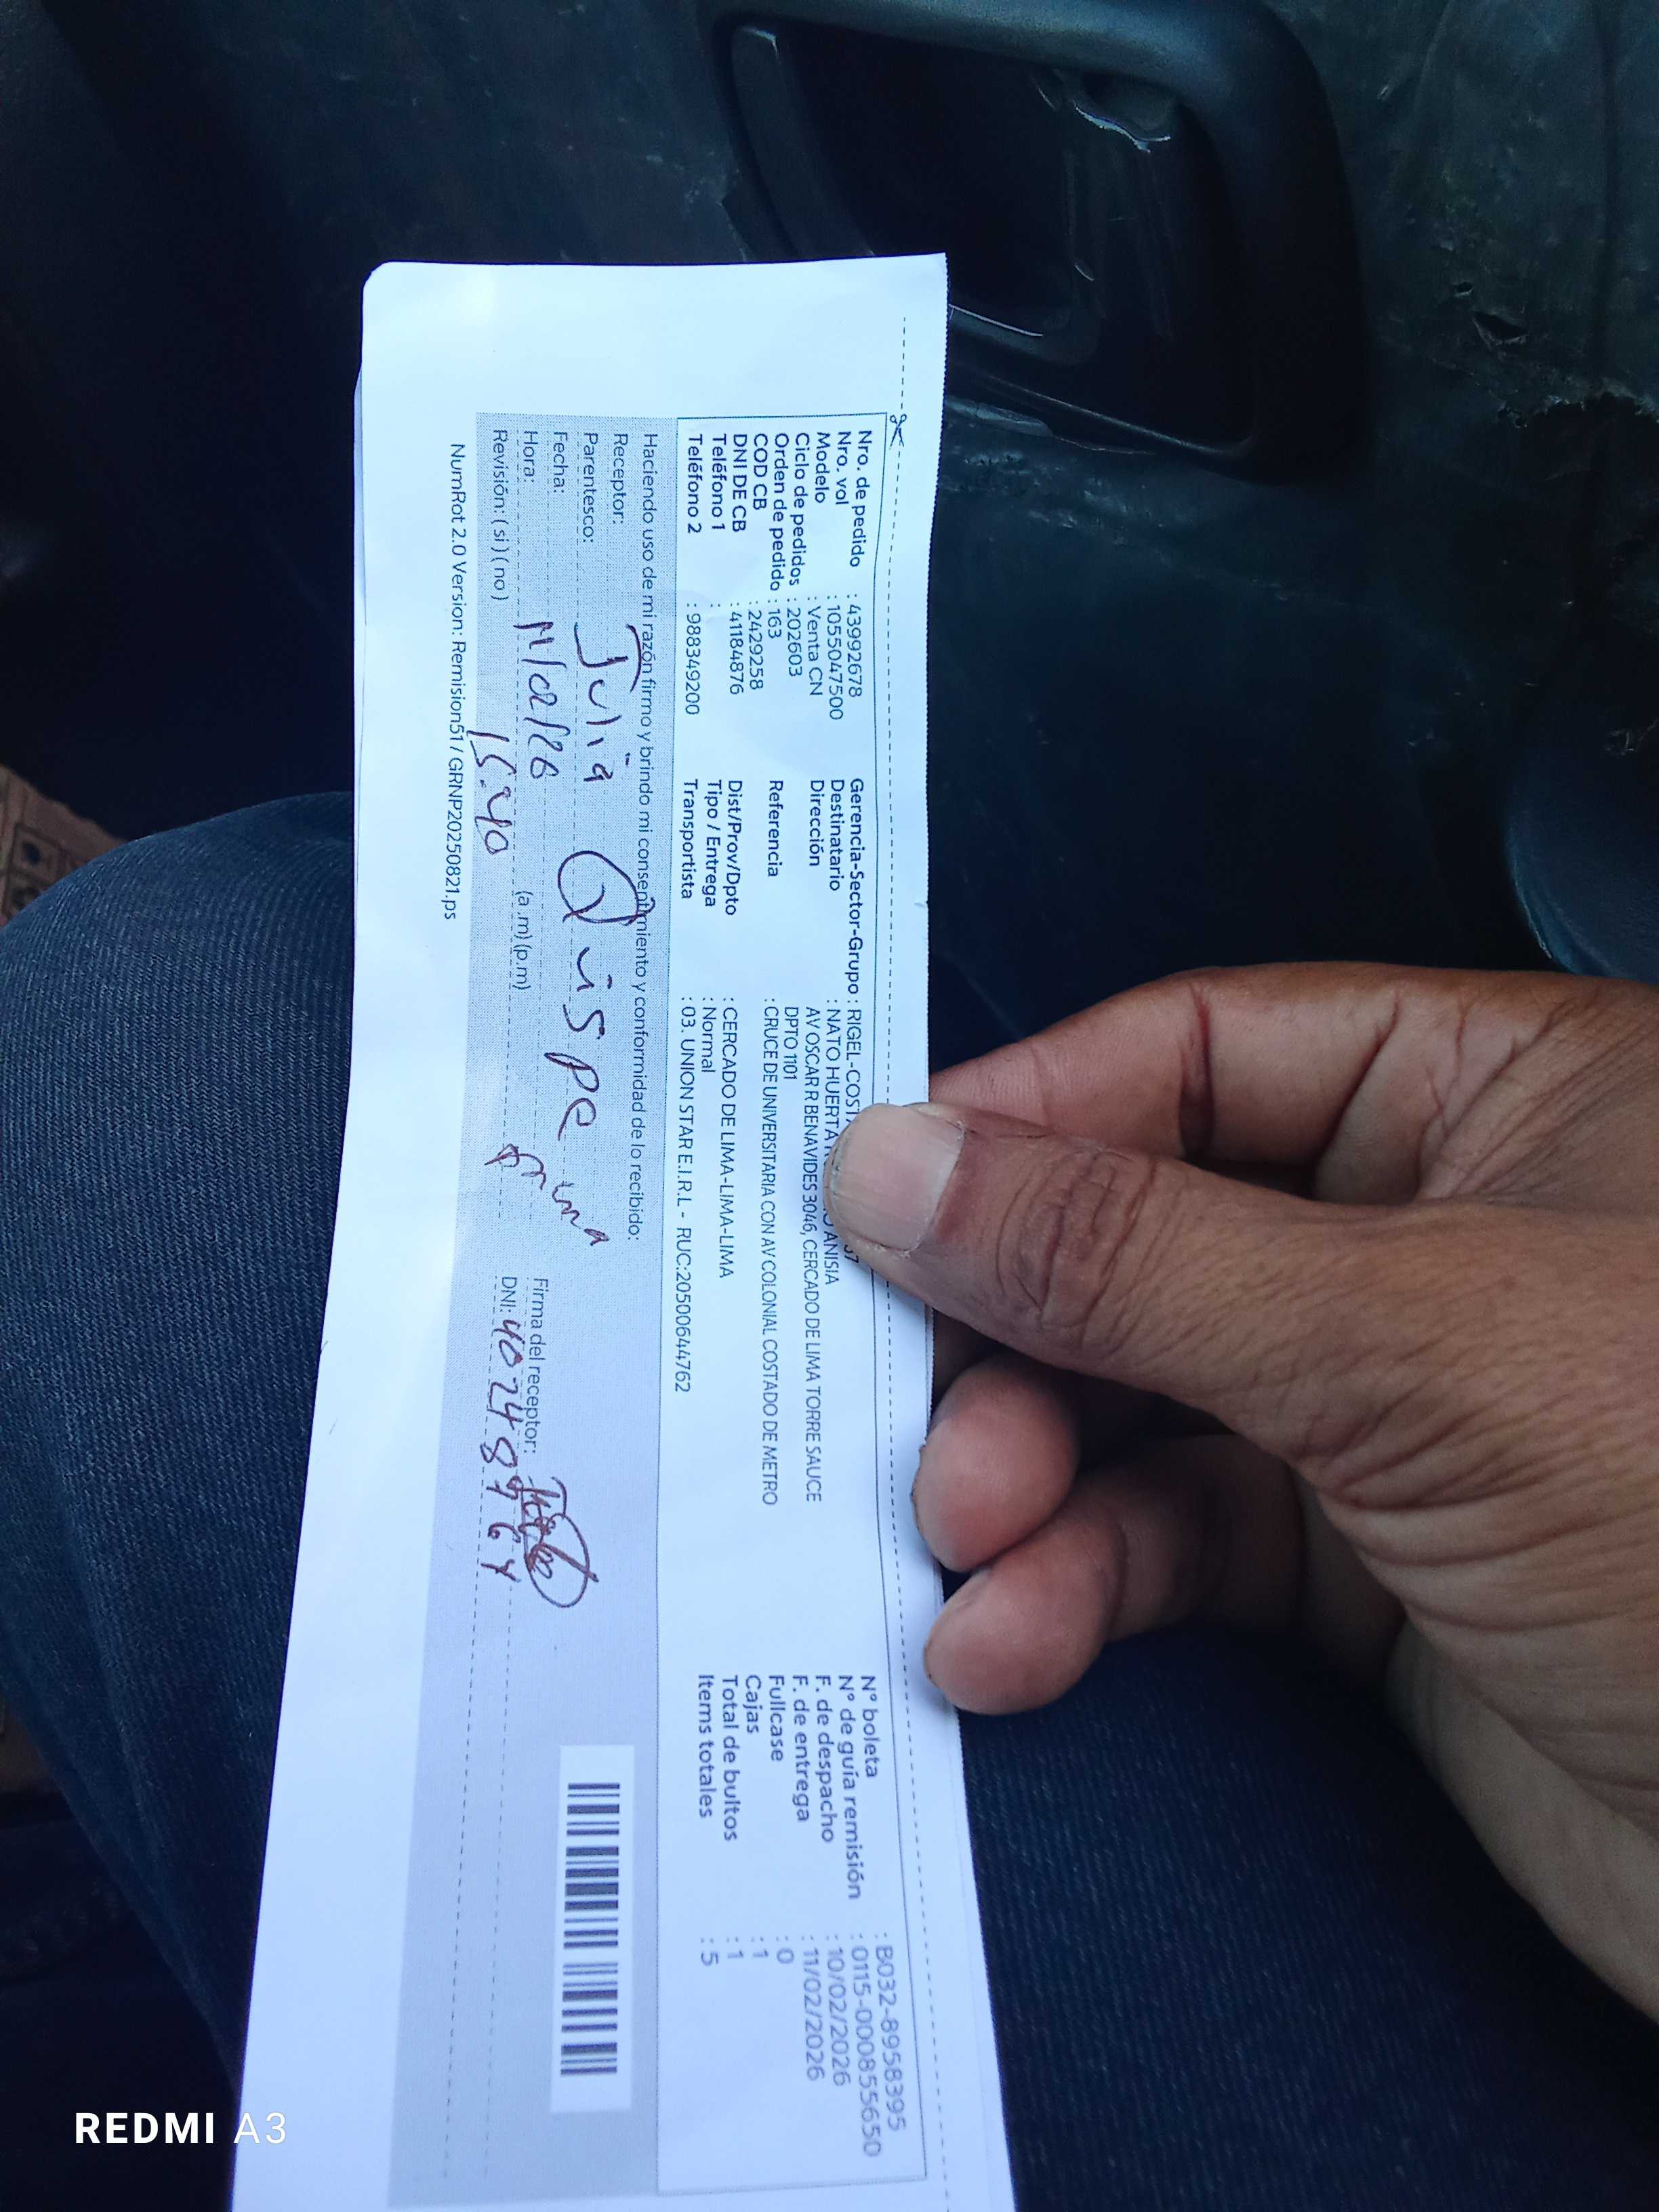 Nro. de pedido : 43992678
Nro. vol : 1055047500
Modelo : Venta CN
Ciclo de pedidos : 202603
Orden de pedido : 163
COD CB : 2429258
DNI DE CB : 41184876
Teléfono 1 :
Teléfono 2 : 988349200
Gerencia-Sector-Grupo : RIGEL-COST
Destinatario : NATO HUERTA ANISIA
Dirección AV OSCAR R BENAVIDES 3046, CERCADO DE LIMA TORRE SAUCE
DPTO 1101
Referencia : CRUCE DE UNIVERSITARIA CON AV COLONIAL COSTADO DE METRO
Dist/Prov/Dpto : CERCADO DE LIMA-LIMA-LIMA
Tipo / Entrega : Normal
Transportista : 03. UNION STAR E.I.R.L - RUC:20500644762
N° boleta : B032-8958395
N° de guía remisión : 0115-0008555650
F. de despacho : 10/02/2026
F. de entrega : 11/02/2026
Fullcase : 0
Cajas : 1
Total de bultos : 1
Items totales : 5
Haciendo uso de mi razón firmo y brindo mi consentimiento y conformidad de lo recibido:
Receptor: Julia Quispe
Parentesco:
Fecha: 11/02/26
Hora: 15:40 (a.m) (p.m)
Revisión: ( si ) ( no )
Firma del receptor:
DNI:
NumRot 2.0 Version: Remision51 / GRNP20250821.ps
REDMI A3